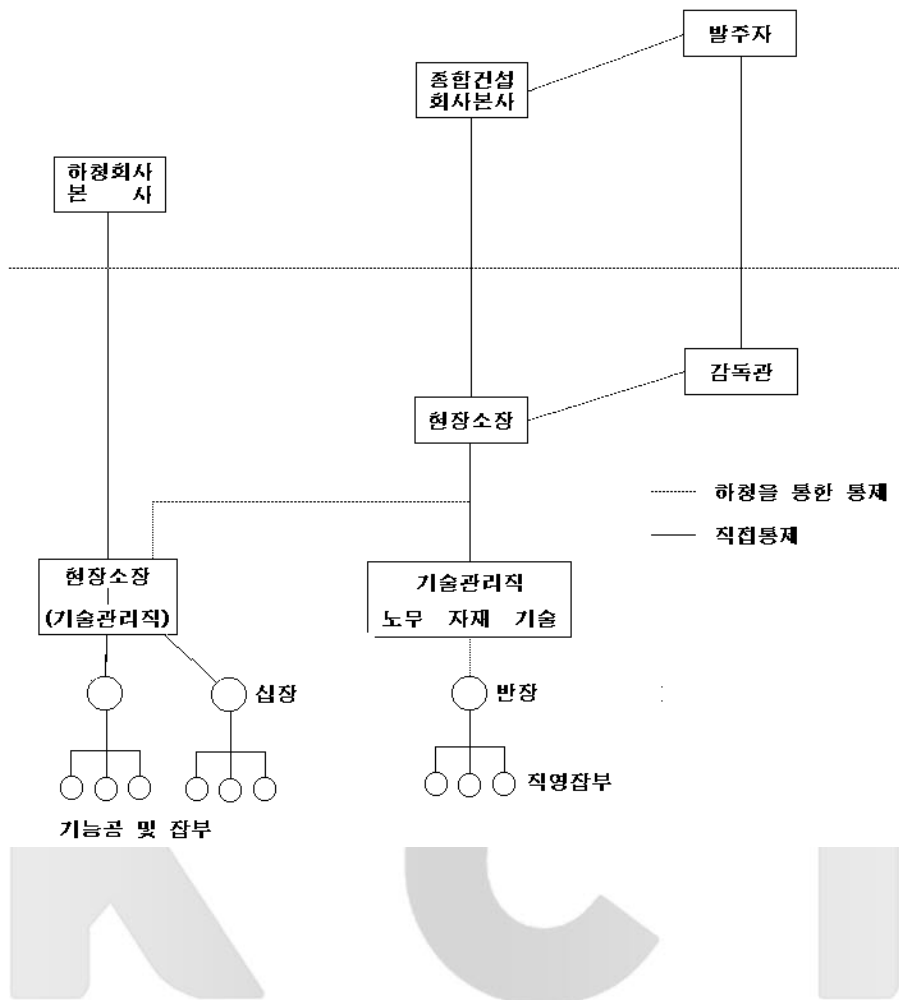 발주자
종합건설
회사본사
하청회사
본 사
감독관
현장소장
하청을 통한 통제
직접통제
현장소장
(기술관리직)
기술관리직
노무 자재 기술
십장
반장
직영잡부
기능공 및 잡부
KCI